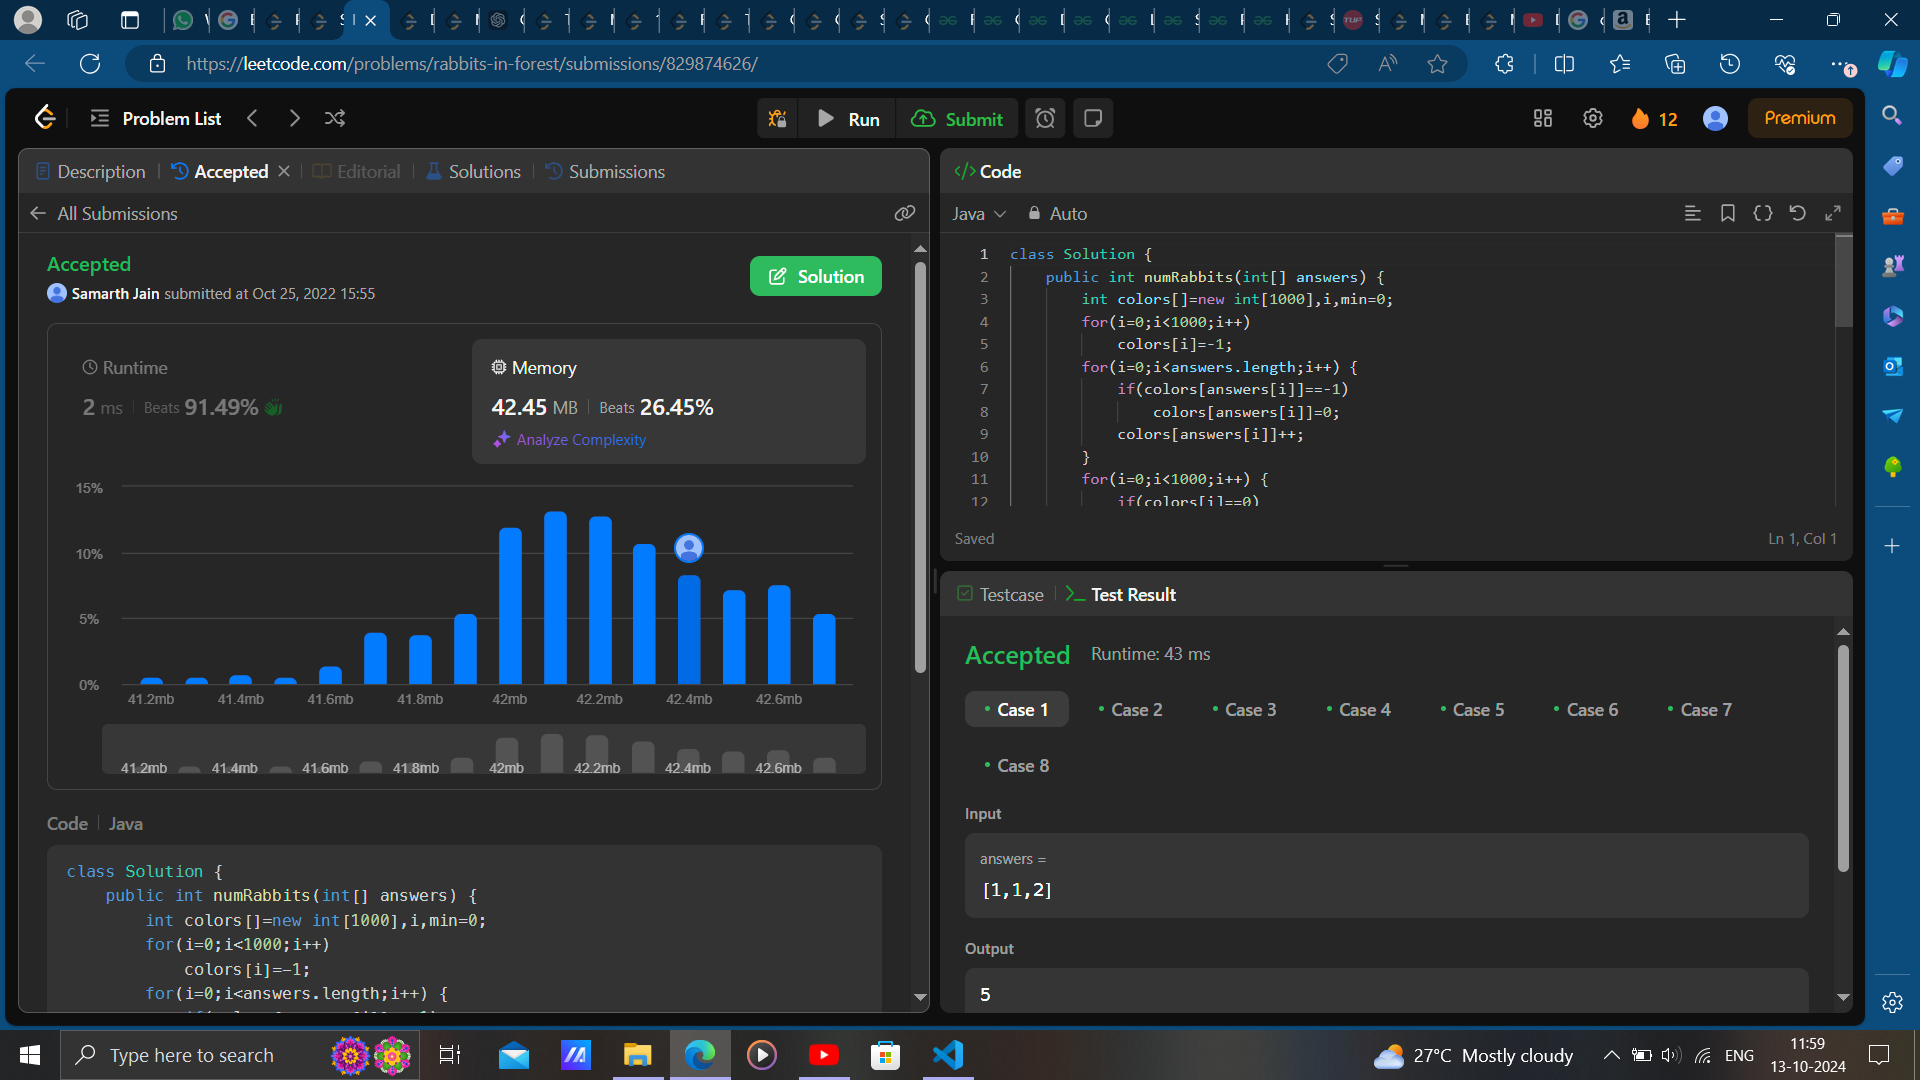 https://leetcode.com/problems/rabbits-in-forest/submissions/829874626/
Problem List
Run
Submit
12
Premium
Description
Accepted
Editorial
Solutions
Submissions
All Submissions
Accepted
Samarth Jain submitted at Oct 25, 2022 15:55
Solution
Runtime
2 ms
Beats 91.49%
Memory
42.45 MB
Beats 26.45%
Analyze Complexity
15%
10%
5%
0%
41.2mb 41.4mb 41.6mb 41.8mb 42mb 42.2mb 42.4mb 42.6mb
41.2mb 41.4mb 41.6mb 41.8mb 42mb 42.2mb 42.4mb 42.6mb
Code
Java
class Solution {
public int numRabbits(int[] answers) {
int colors[]=new int[1000],i,min=0;
for(i=0;i<1000;i++)
colors[i]=-1;
for(i=0;i<answers.length;i++) {
Code
Java
Auto
1 class Solution {
2 public int numRabbits(int[] answers) {
3 int colors[]=new int[1000],i,min=0;
4 for(i=0;i<1000;i++)
5 colors[i]=-1;
6 for(i=0;i<answers.length;i++) {
7 if(colors[answers[i]]==-1)
8 colors[answers[i]]=0;
9 colors[answers[i]]++;
10 }
11 for(i=0;i<1000;i++) {
12 if(colors[i]==0)
Saved
Ln 1, Col 1
Testcase
Test Result
Accepted
Runtime: 43 ms
Case 1
Case 2
Case 3
Case 4
Case 5
Case 6
Case 7
Case 8
Input
answers =
[1,1,2]
Output
5
Type here to search
27°C Mostly cloudy
ENG
11:59
13-10-2024